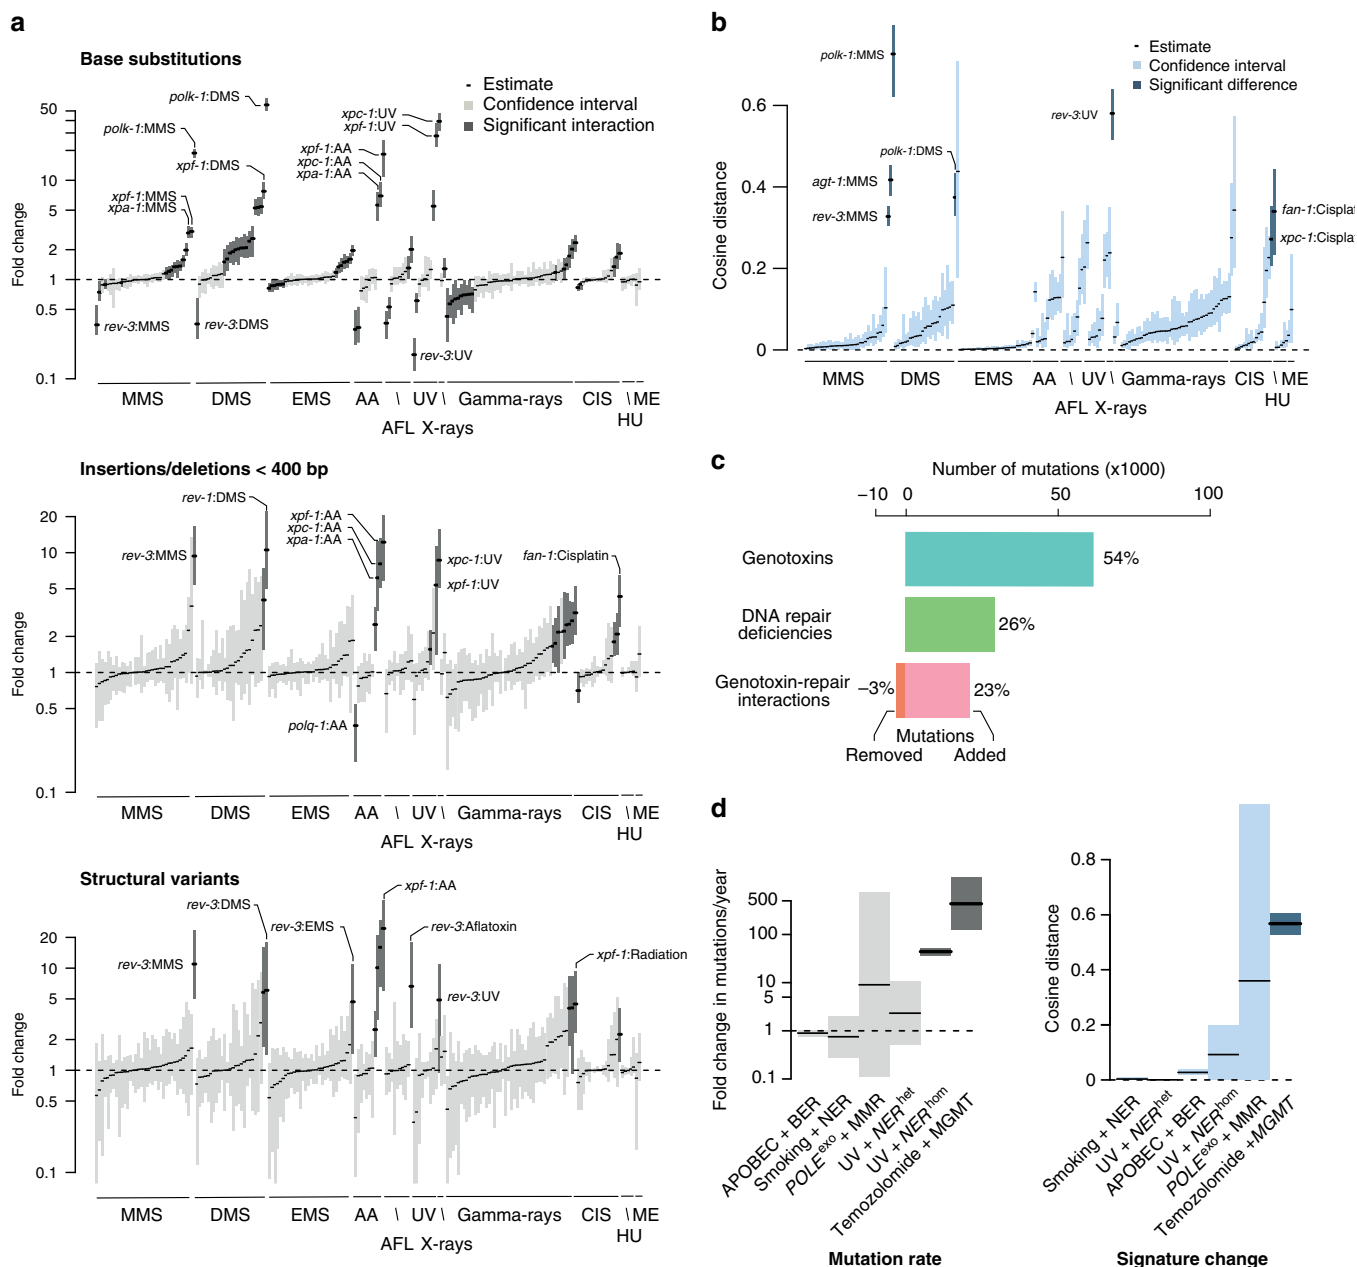 a
Base substitutions
Estimate
Confidence interval
Significant interaction
Fold change
50
10
5
1
0.5
0.1
polk-1:DMS
polk-1:MMS
xpf-1:DMS
xpf-1:MMS
xpa-1:MMS
rev-3:MMS
rev-3:DMS
xpc-1:UV
xpf-1:UV
xpf-1:AA
xpc-1:AA
xpa-1:AA
rev-3:UV
MMS DMS EMS AA \ UV \ Gamma-rays CIS \ ME
AFL X-rays HU
Insertions/deletions < 400 bp
Fold change
20
10
5
2
1
0.5
0.1
rev-1:DMS
rev-3:MMS
xpf-1:AA
xpc-1:AA
xpa-1:AA
xpc-1:UV
xpf-1:UV
fan-1:Cisplatin
polq-1:AA
MMS DMS EMS AA \ UV \ Gamma-rays CIS \ ME
AFL X-rays HU
Structural variants
Fold change
20
10
5
2
1
0.5
0.1
xpf-1:AA
rev-3:DMS
rev-3:EMS
rev-3:Aflatoxin
rev-3:MMS
xpf-1:Radiation
rev-3:UV
MMS DMS EMS AA \ UV \ Gamma-rays CIS \ ME
AFL X-rays HU
b
Estimate
Confidence interval
Significant difference
Cosine distance
0.6
0.4
0.2
0
polk-1:MMS
rev-3:UV
polk-1:DMS
agt-1:MMS
rev-3:MMS
fan-1:Cispla
xpc-1:Cispla
MMS DMS EMS AA \ UV \ Gamma-rays CIS \ ME
AFL X-rays HU
c
Number of mutations (x1000)
−10 0 50 100
Genotoxins 54%
DNA repair
deficiencies 26%
Genotoxin-repair
interactions −3% 23%
Mutations
Removed Added
d
Fold change in mutations/year
500
100
10
5
1
0.1
APOBEC + BER
Smoking + NER
POLE exo + MMR
UV + NER het
UV + NER hom
Temozolomide + MGMT
Mutation rate
Cosine distance
0.8
0.6
0.4
0.2
0
Smoking + NER
UV + NER het
APOBEC + BER
UV + NER hom
POLE exo + MMR
Temozolomide +MGMT
Signature change